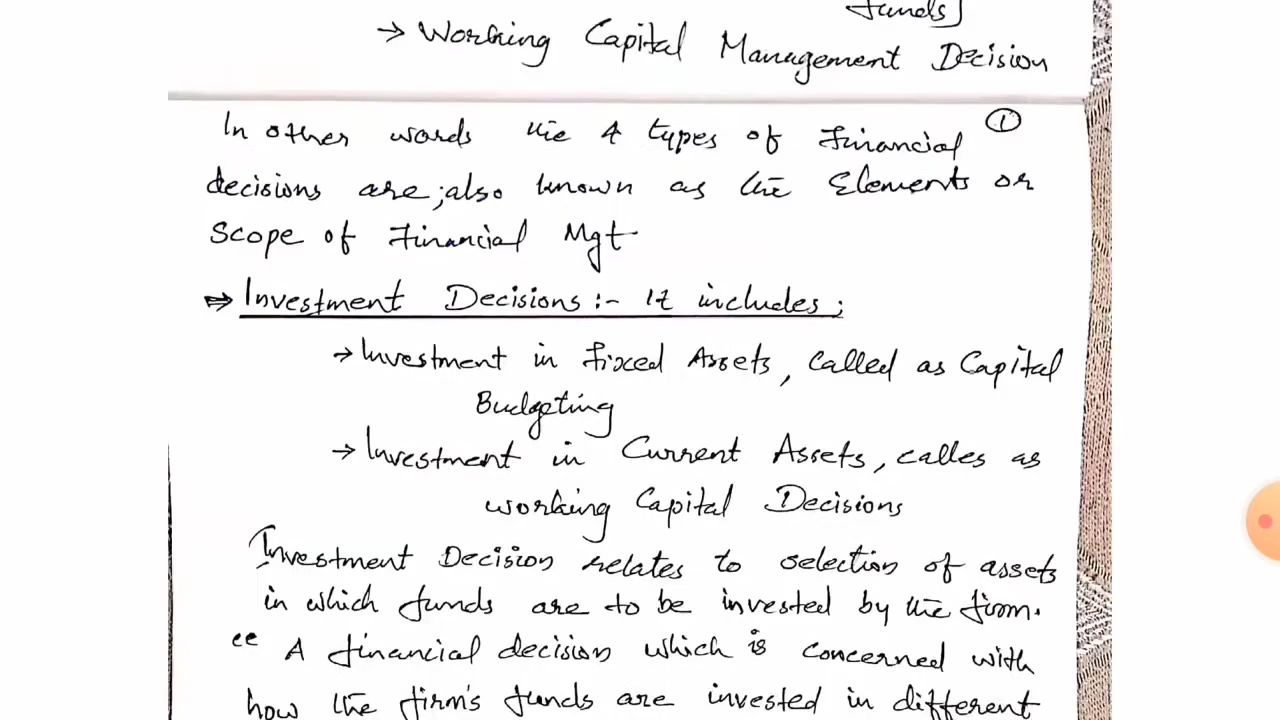 funds]
→ Working Capital Management Decision
①
In other words the 4 types of Financial
decisions are; also known as the Elements or
Scope of Financial Mgt
⇒ Investment Decisions :- It includes;
→ Investment in Fixed Assets, called as Capital
Budgeting
→ Investment in Current Assets, calles as
working Capital Decisions
Investment Decision relates to selection of assets
in which funds are to be invested by the firm.
“ A financial decision which is concerned with
how the firm's funds are invested in different